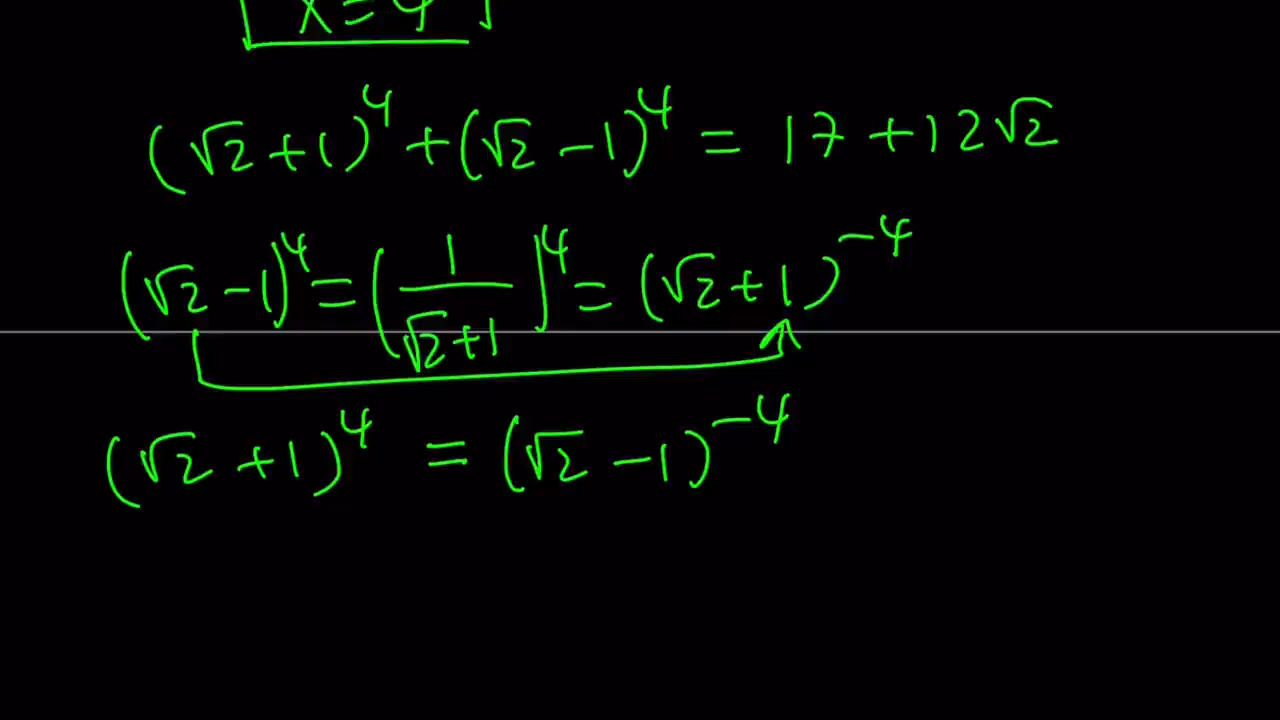 x = 4
(√2 + 1)^4 + (√2 - 1)^4 = 17 + 12√2
(√2 - 1)^4 = (1/(√2 + 1))^4 = (√2 + 1)^-4
(√2 + 1)^4 = (√2 - 1)^-4